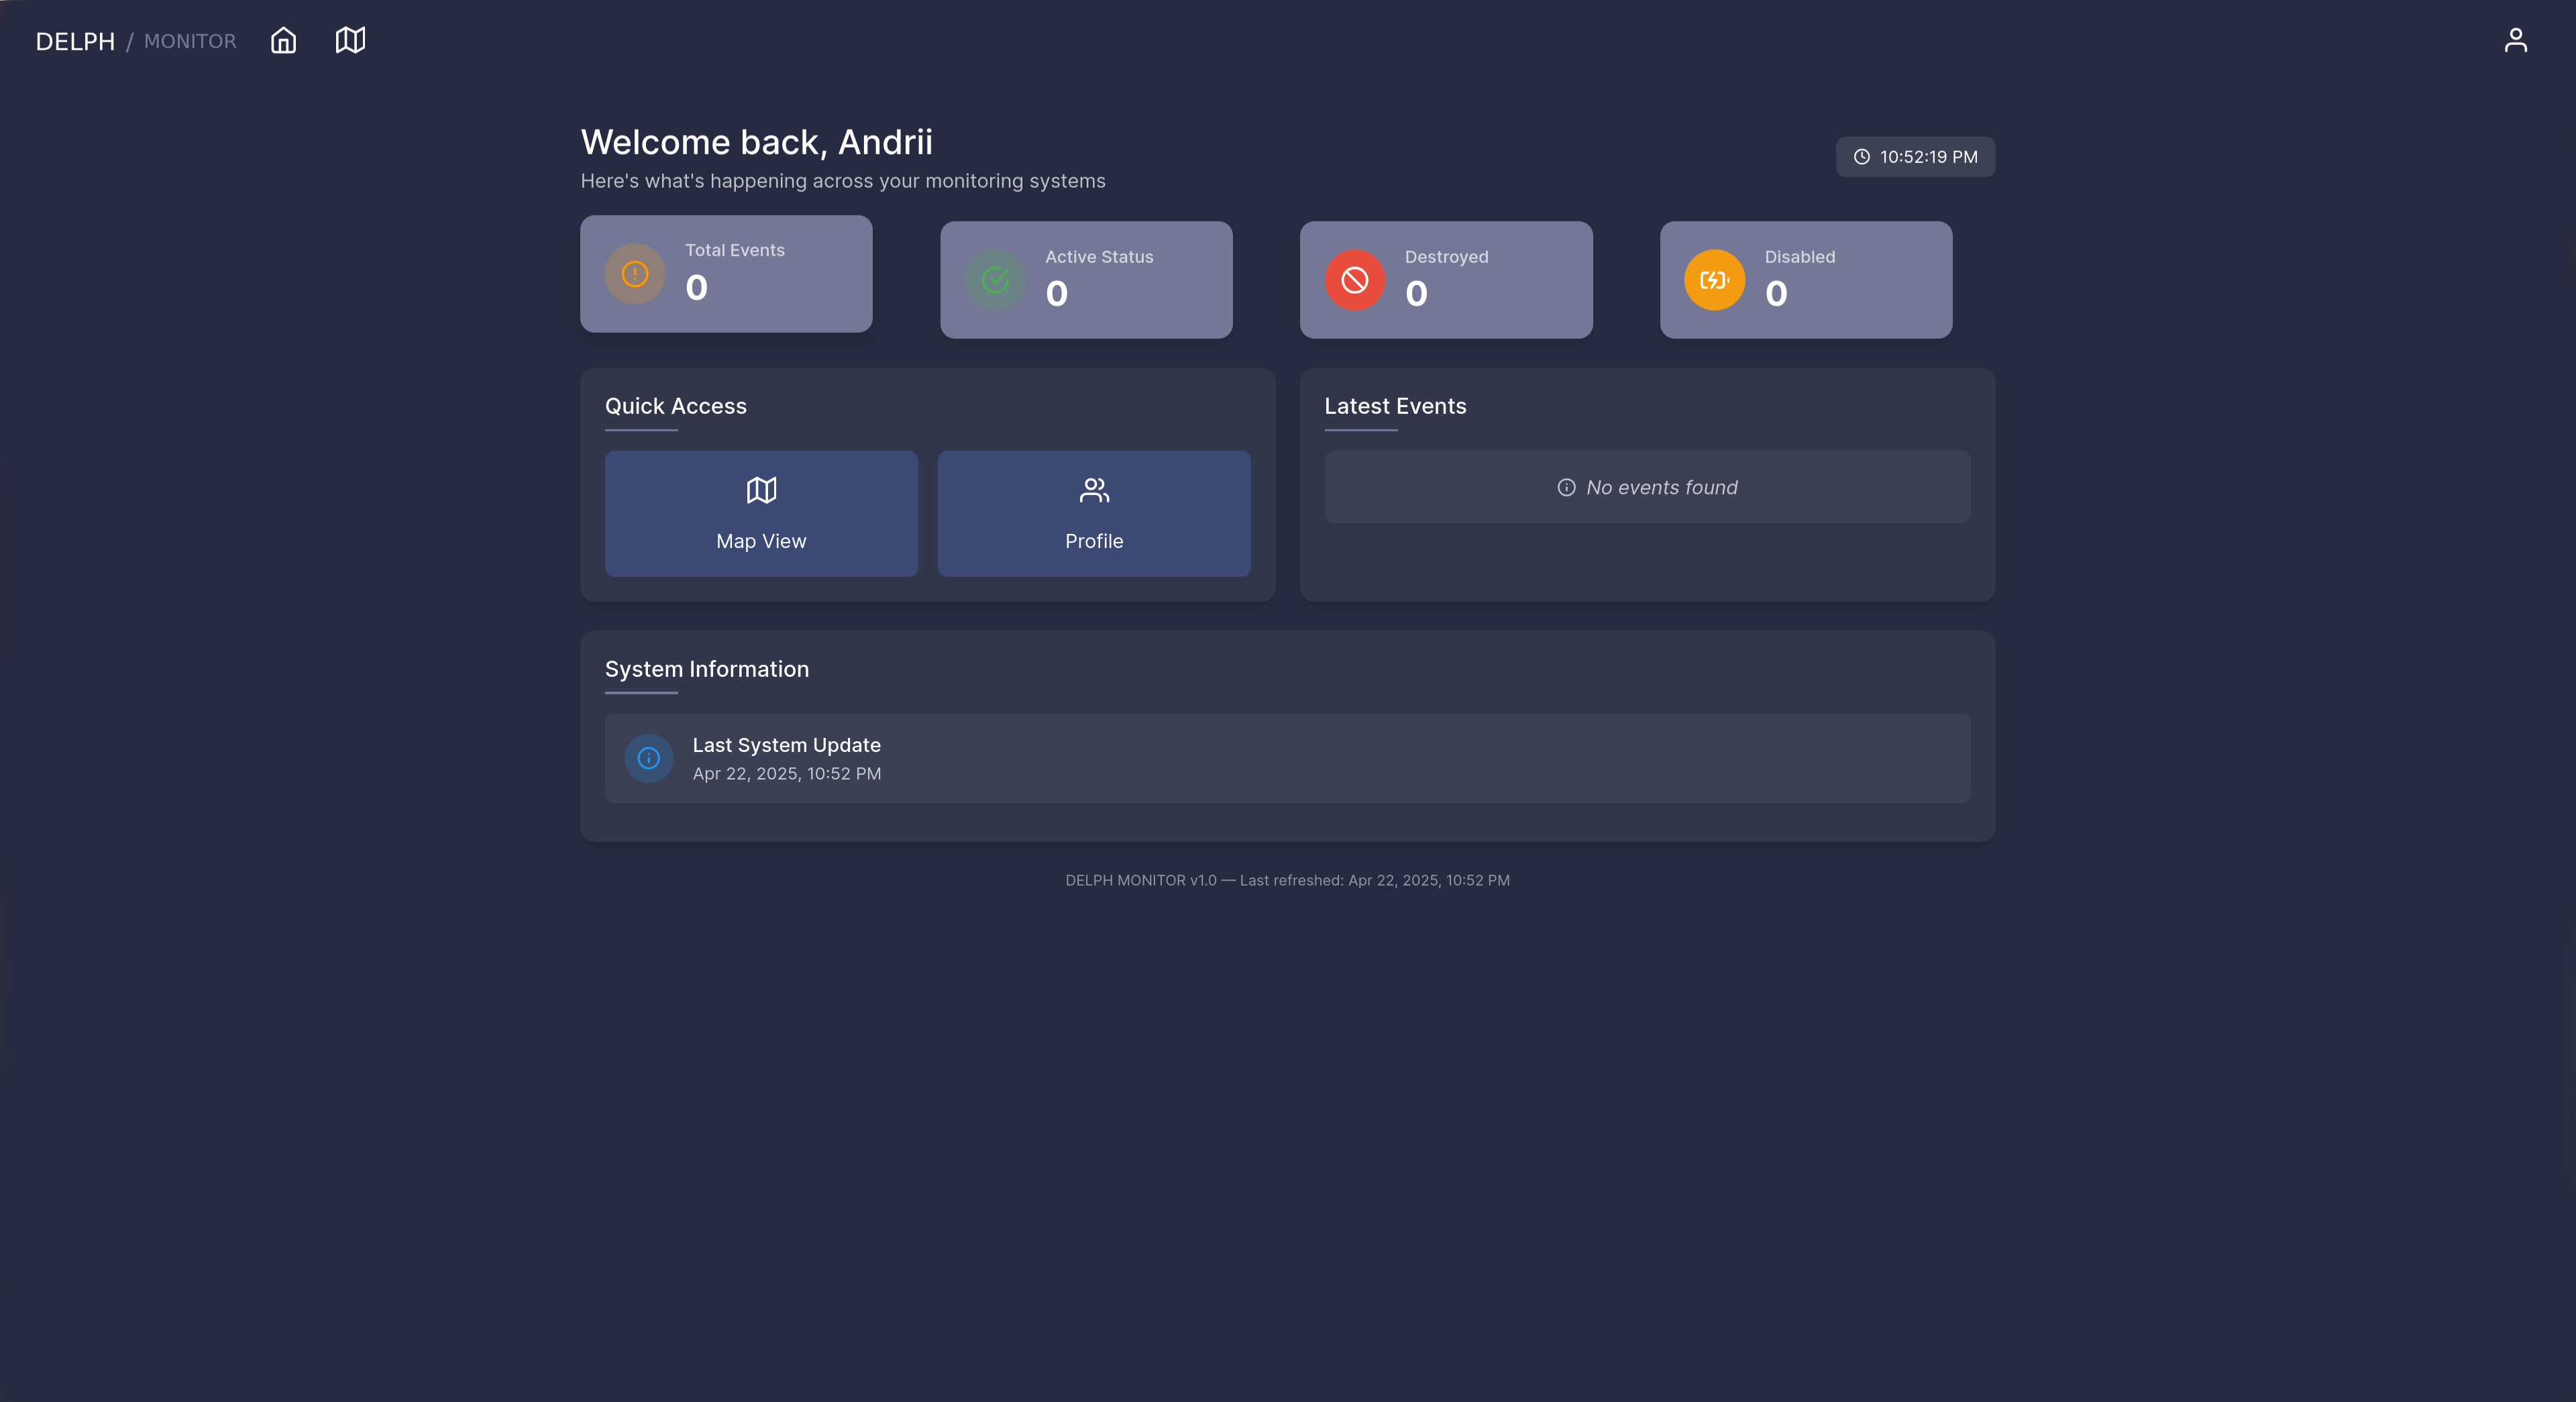 DELPH / MONITOR
Welcome back, Andrii
Here's what's happening across your monitoring systems
10:52:19 PM
Total Events
0
Active Status
0
Destroyed
0
Disabled
0
Quick Access
Map View
Profile
Latest Events
No events found
System Information
Last System Update
Apr 22, 2025, 10:52 PM
DELPH MONITOR v1.0 — Last refreshed: Apr 22, 2025, 10:52 PM